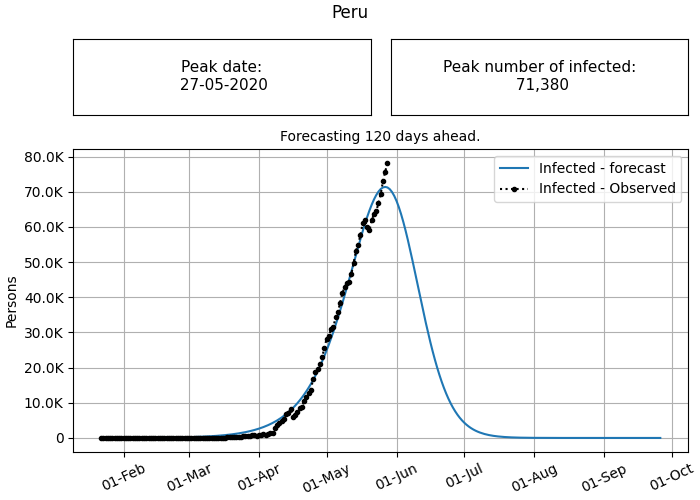 Peru
Peak date:
27-05-2020
Peak number of infected:
71,380
Forecasting 120 days ahead.
Infected - forecast
Infected - Observed
Persons
80.0K
70.0K
60.0K
50.0K
40.0K
30.0K
20.0K
10.0K
0
01-Feb
01-Mar
01-Apr
01-May
01-Jun
01-Jul
01-Aug
01-Sep
01-Oct